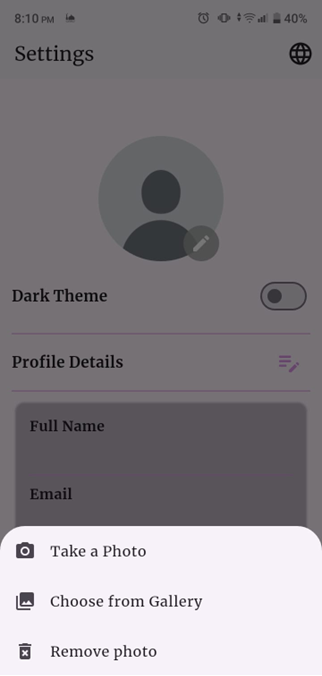 8:10 PM 40%
Settings
Dark Theme
Profile Details
Full Name
Email
Take a Photo
Choose from Gallery
Remove photo